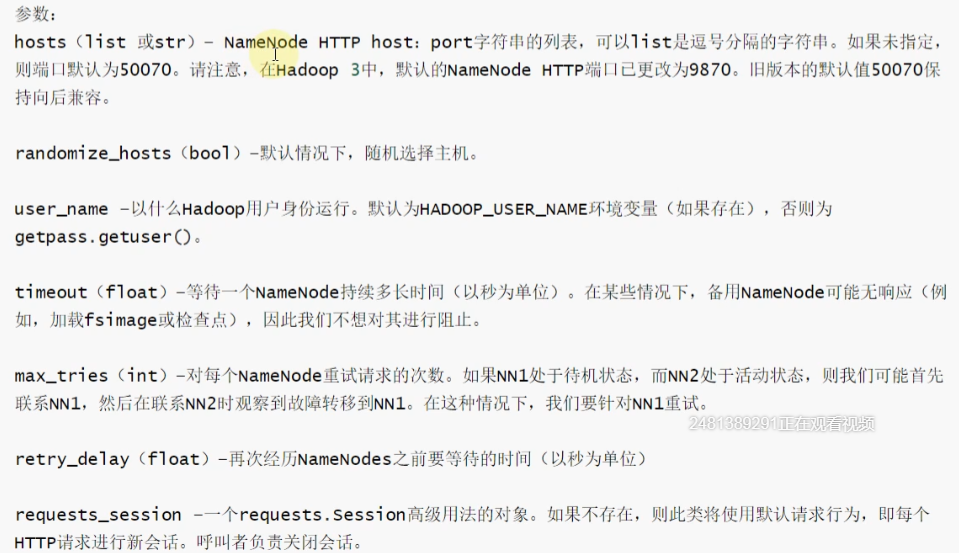 参数：
hosts（list 或str）– NameNode HTTP host：port字符串的列表，可以list是逗号分隔的字符串。如果未指定，
则端口默认为50070。请注意，在Hadoop 3中，默认的NameNode HTTP端口已更改为9870。旧版本的默认值50070保
持向后兼容。
randomize_hosts（bool）–默认情况下，随机选择主机。
user_name –以什么Hadoop用户身份运行。默认为HADOOP_USER_NAME环境变量（如果存在），否则为
getpass.getuser()。
timeout（float）–等待一个NameNode持续多长时间（以秒为单位）。在某些情况下，备用NameNode可能无响应（例
如，加载fsimage或检查点），因此我们不想对其进行阻止。
max_tries（int）–对每个NameNode重试请求的次数。如果NN1处于待机状态，而NN2处于活动状态，则我们可能首先
联系NN1，然后在联系NN2时观察到故障转移到NN1。在这种情况下，我们要针对NN1重试。
2481389291正在观看视频
retry_delay（float）–再次经历NameNodes之前要等待的时间（以秒为单位）
requests_session –一个requests.Session高级用法的对象。如果不存在，则此类将使用默认请求行为，即每个
HTTP请求进行新会话。呼叫者负责关闭会话。